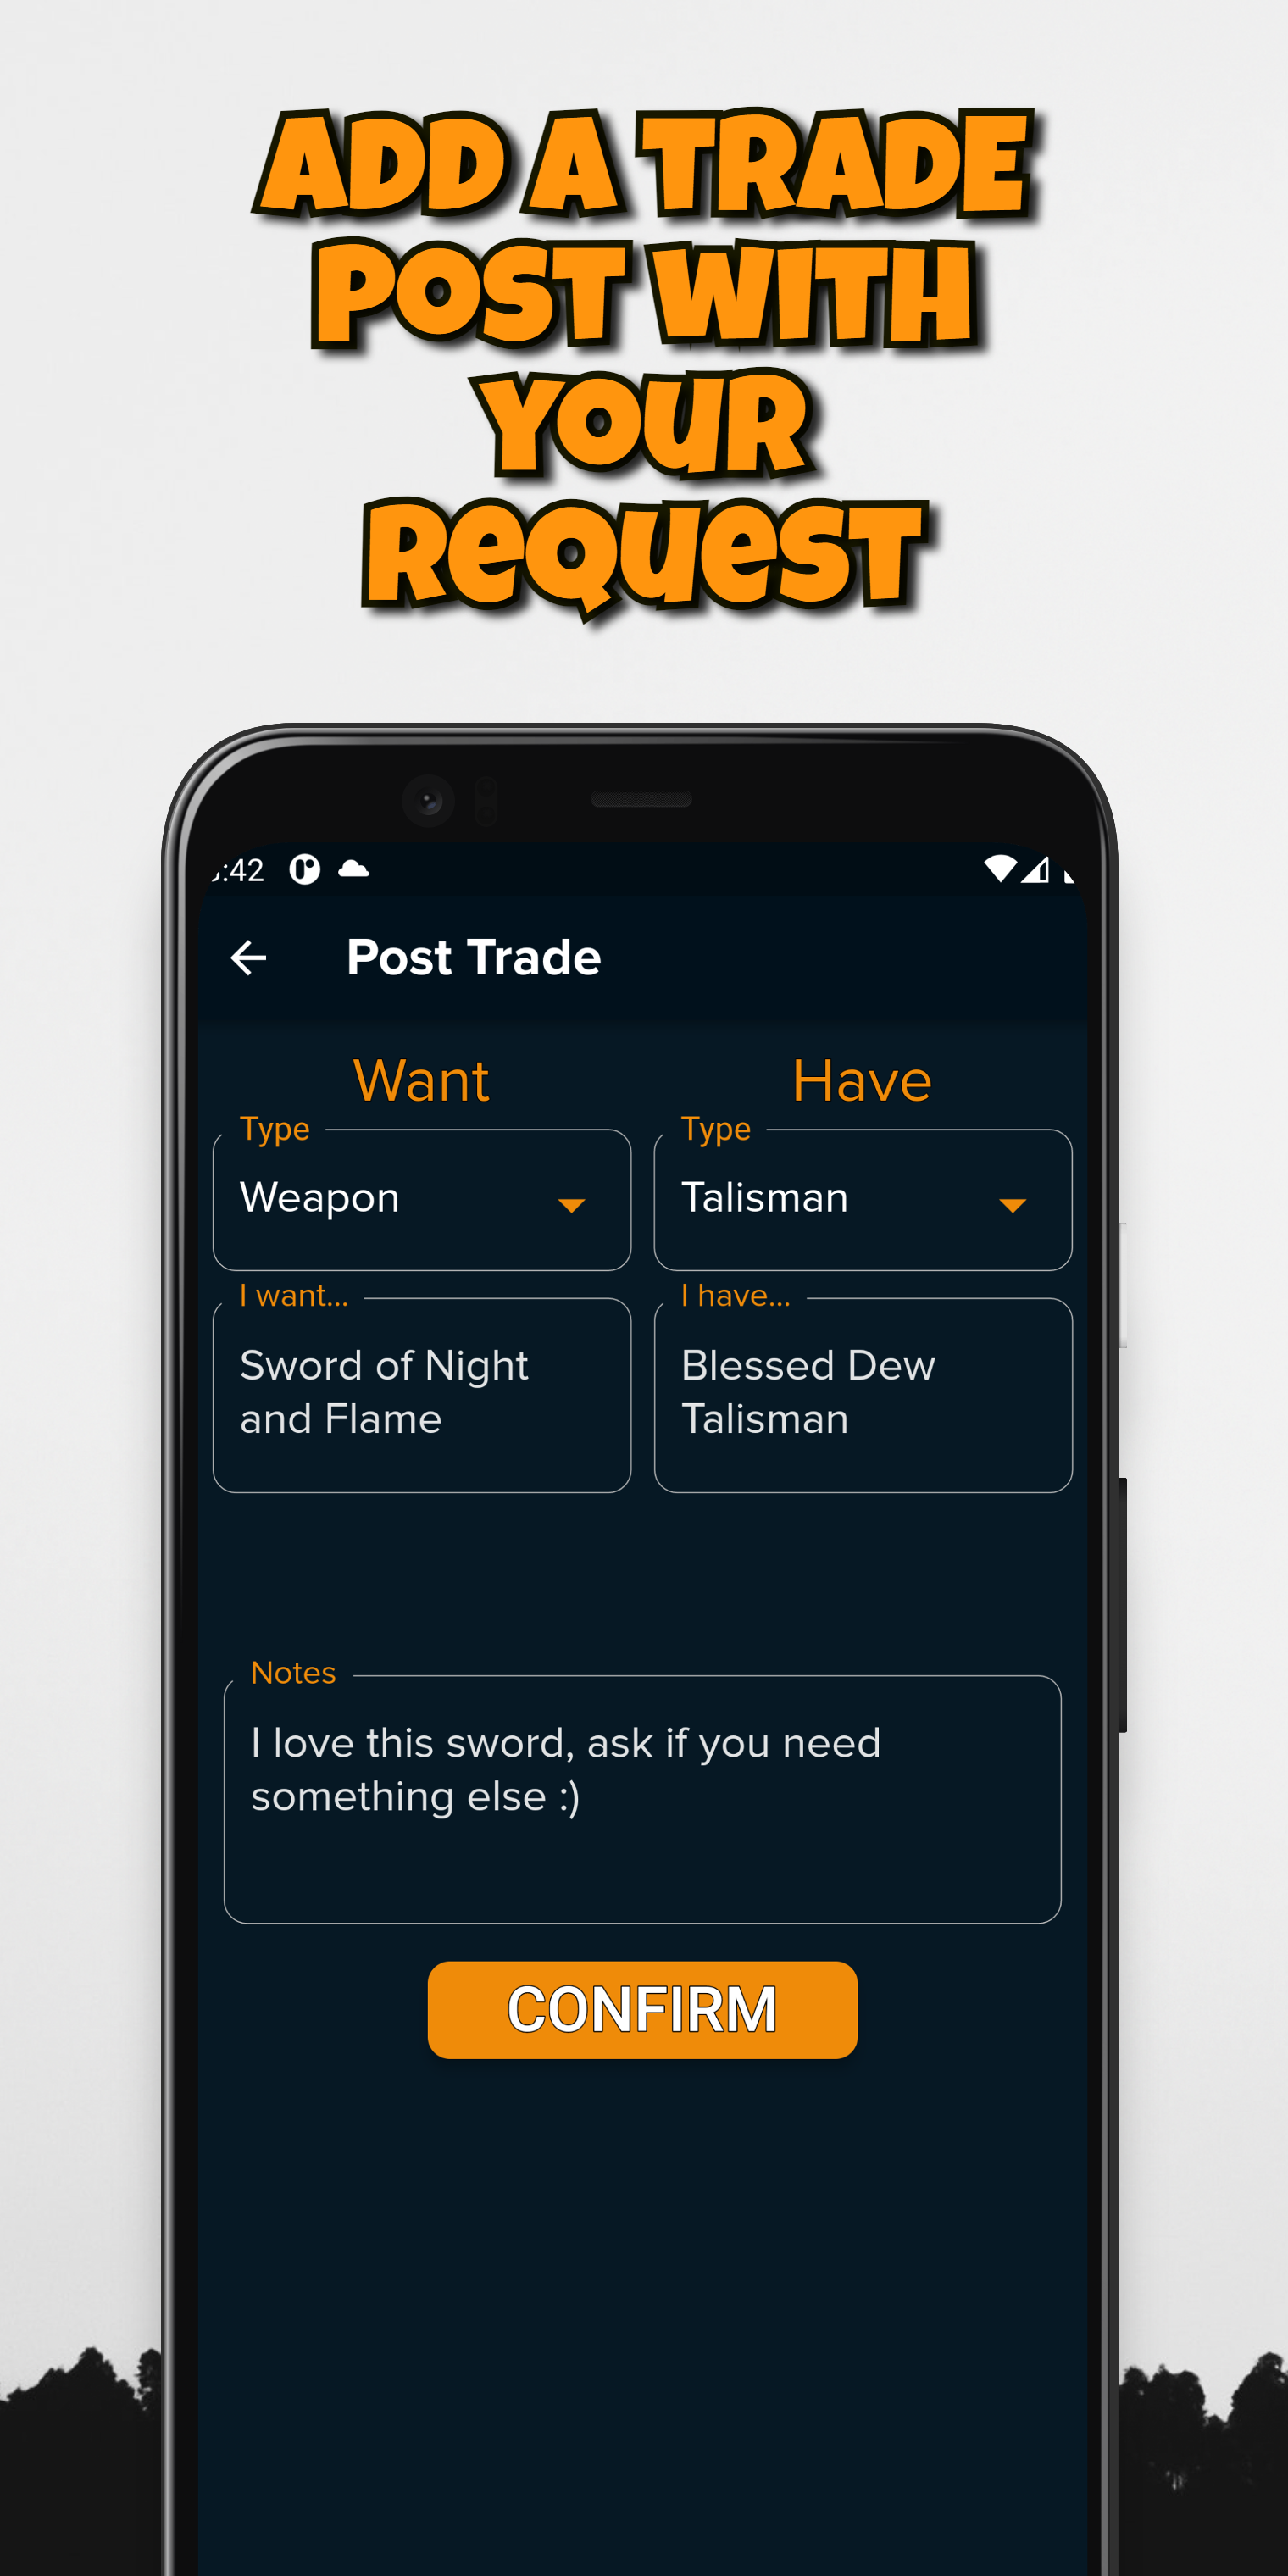 ADD A TRADE
POST WITH
YOUR
REQUEST
:42
Post Trade
Want
Have
Type
Type
Weapon
Talisman
I want...
I have...
Sword of Night
and Flame
Blessed Dew
Talisman
Notes
I love this sword, ask if you need
something else :)
CONFIRM